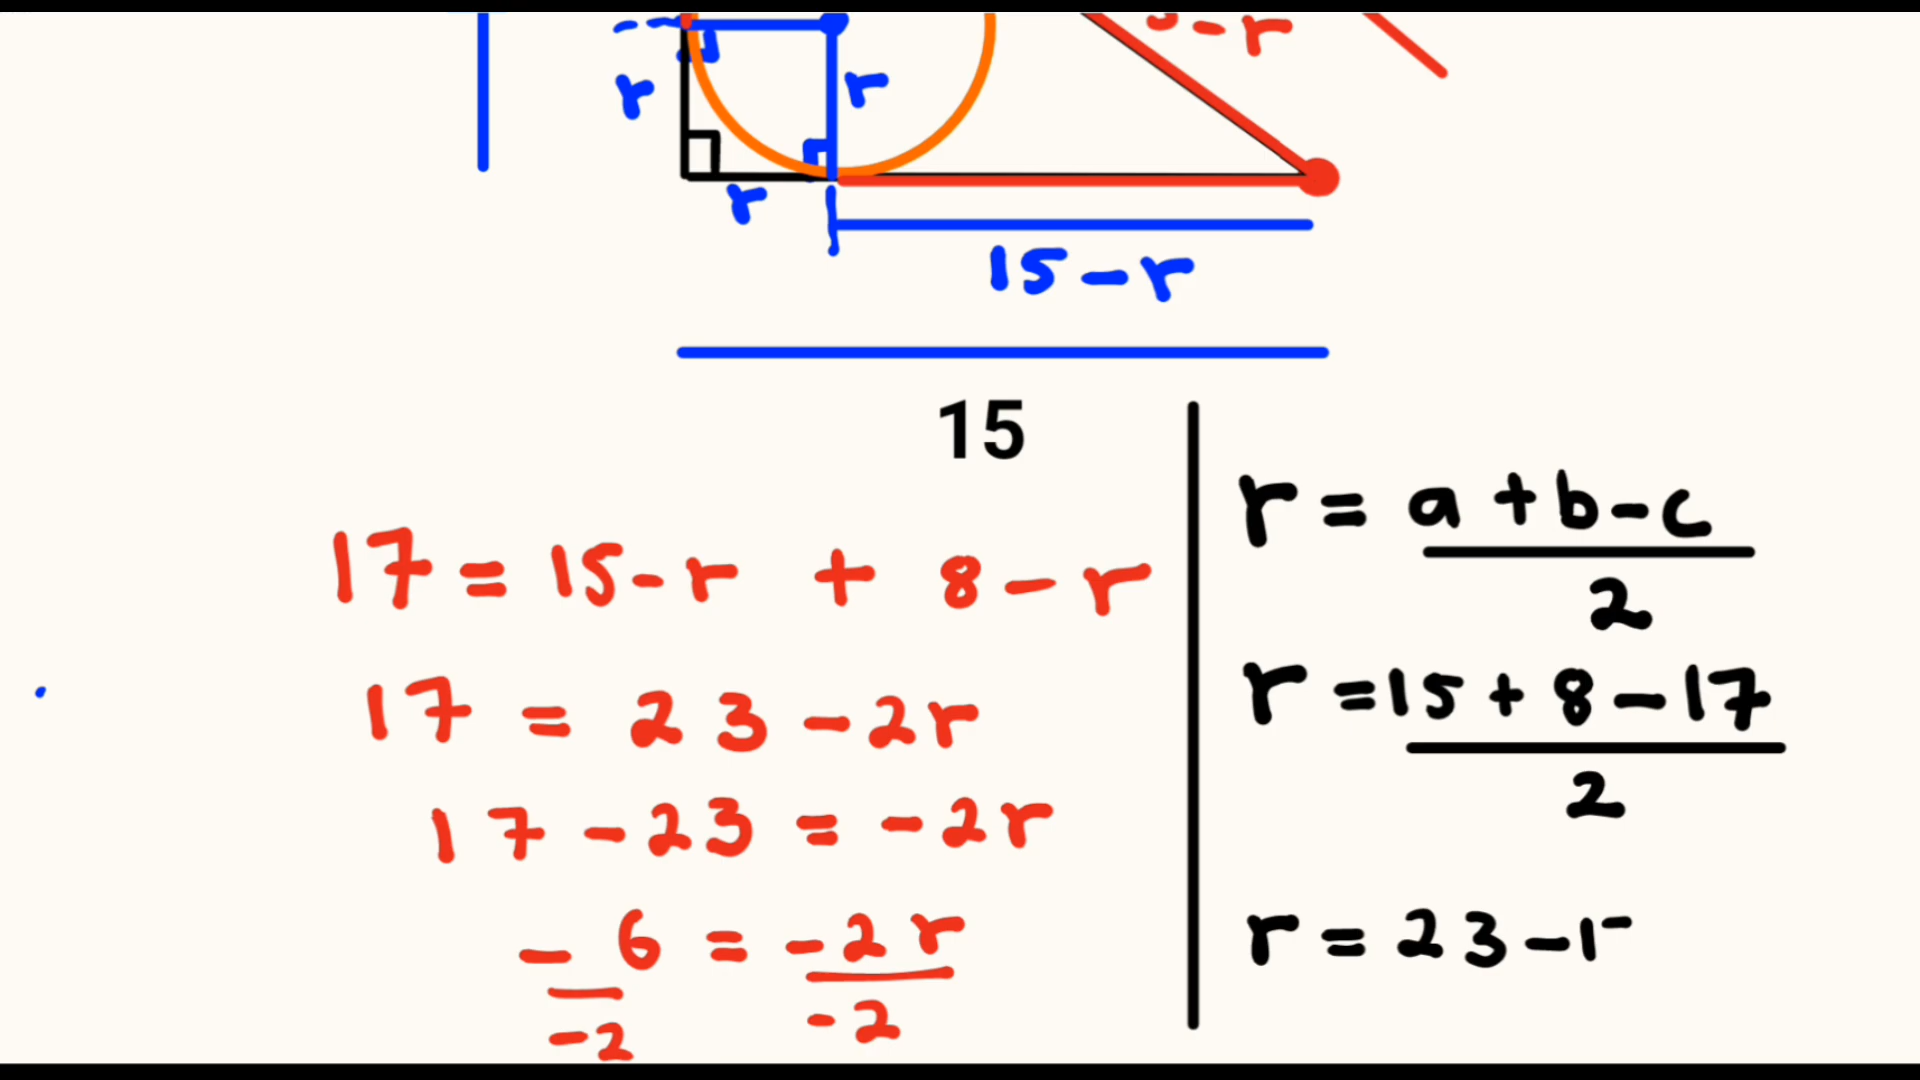 5 - r
r
r
r
15 - r
15
17 = 15 - r + 8 - r
17 = 23 - 2r
17 - 23 = -2r
-6 = -2r
-2 -2
r = a + b - c
2
r = 15 + 8 - 17
2
r = 23 - 1